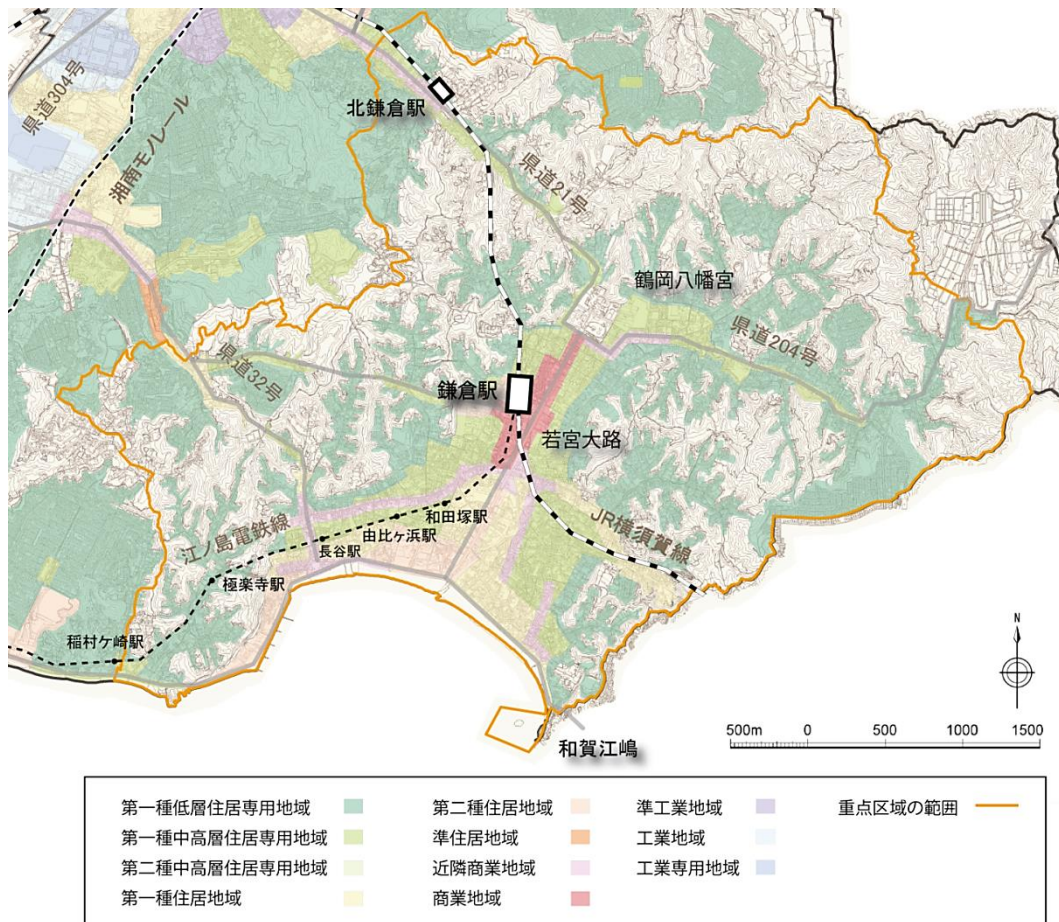 北鎌倉駅
県道304号
湘南モノレール
県道21号
鶴岡八幡宮
県道204号
県道32号
鎌倉駅
若宮大路
JR横須賀線
江ノ島電鉄線
和田塚駅
由比ヶ浜駅
長谷駅
極楽寺駅
稲村ケ崎駅
和賀江嶋
N
500m 0 500 1000 1500
第一種低層住居専用地域
第一種中高層住居専用地域
第二種中高層住居専用地域
第一種住居地域
第二種住居地域
準住居地域
近隣商業地域
商業地域
準工業地域
工業地域
工業専用地域
重点区域の範囲